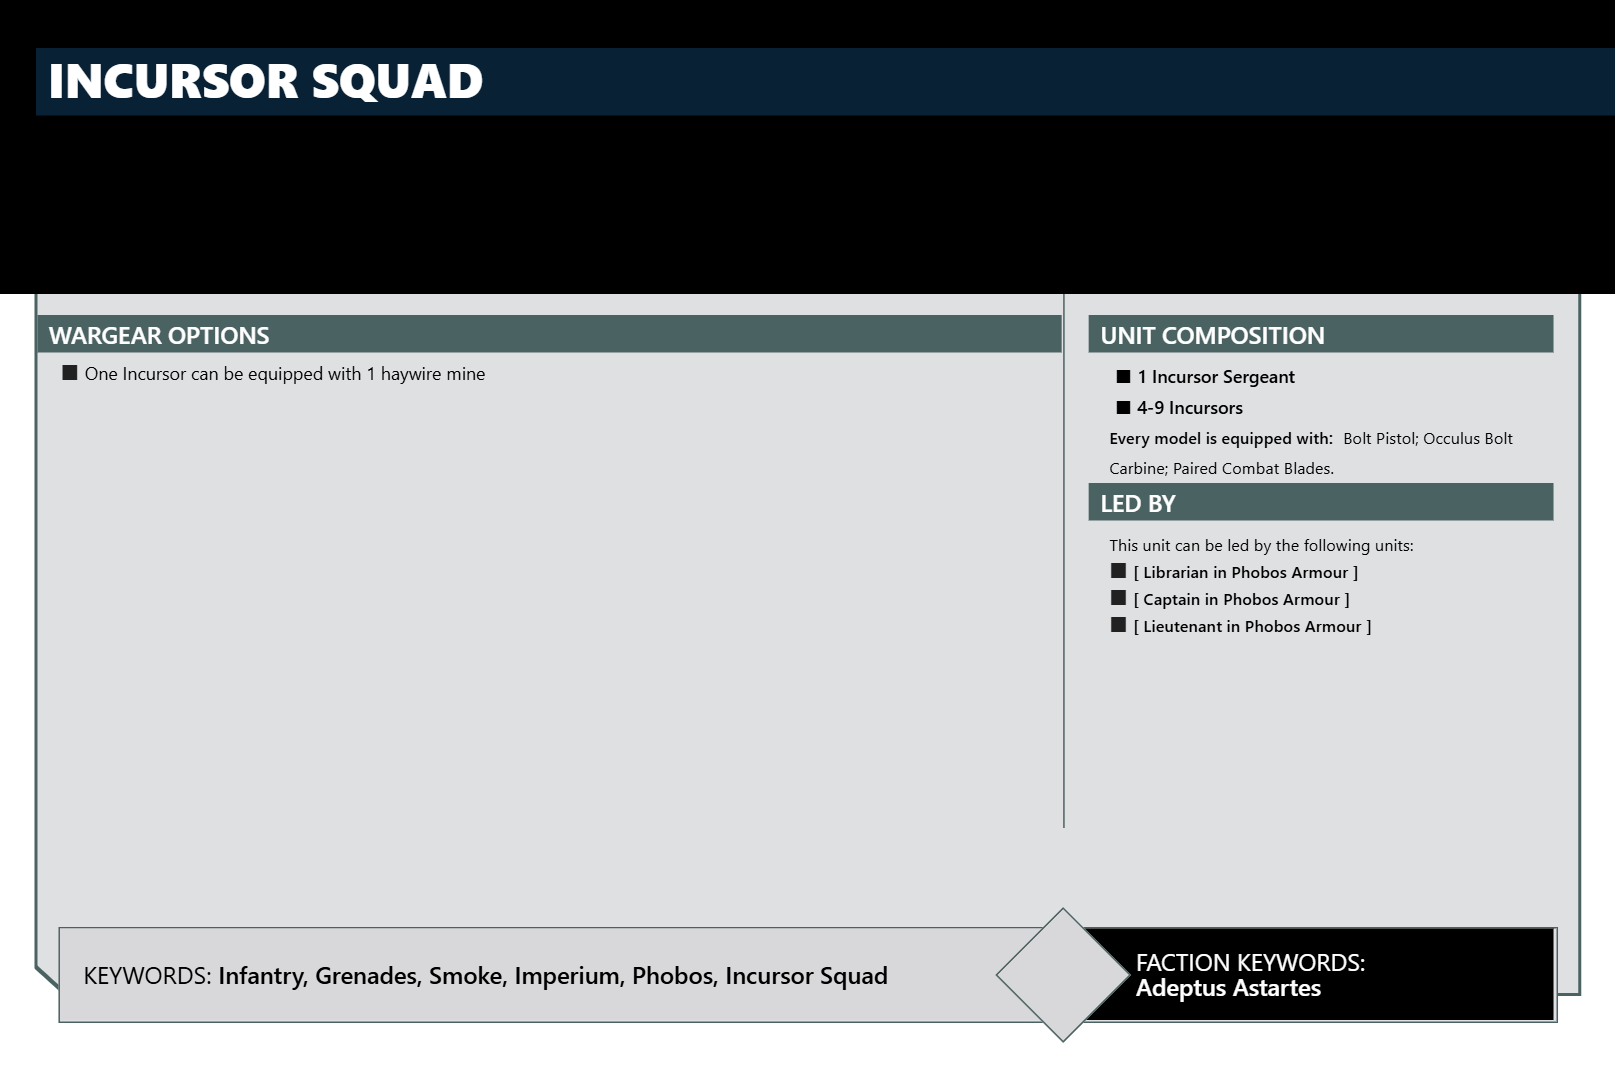 INCURSOR SQUAD
WARGEAR OPTIONS
■ One Incursor can be equipped with 1 haywire mine
UNIT COMPOSITION
■ 1 Incursor Sergeant
■ 4-9 Incursors
Every model is equipped with: Bolt Pistol; Occulus Bolt
Carbine; Paired Combat Blades.
LED BY
This unit can be led by the following units:
■ [ Librarian in Phobos Armour ]
■ [ Captain in Phobos Armour ]
■ [ Lieutenant in Phobos Armour ]
KEYWORDS: Infantry, Grenades, Smoke, Imperium, Phobos, Incursor Squad
FACTION KEYWORDS:
Adeptus Astartes